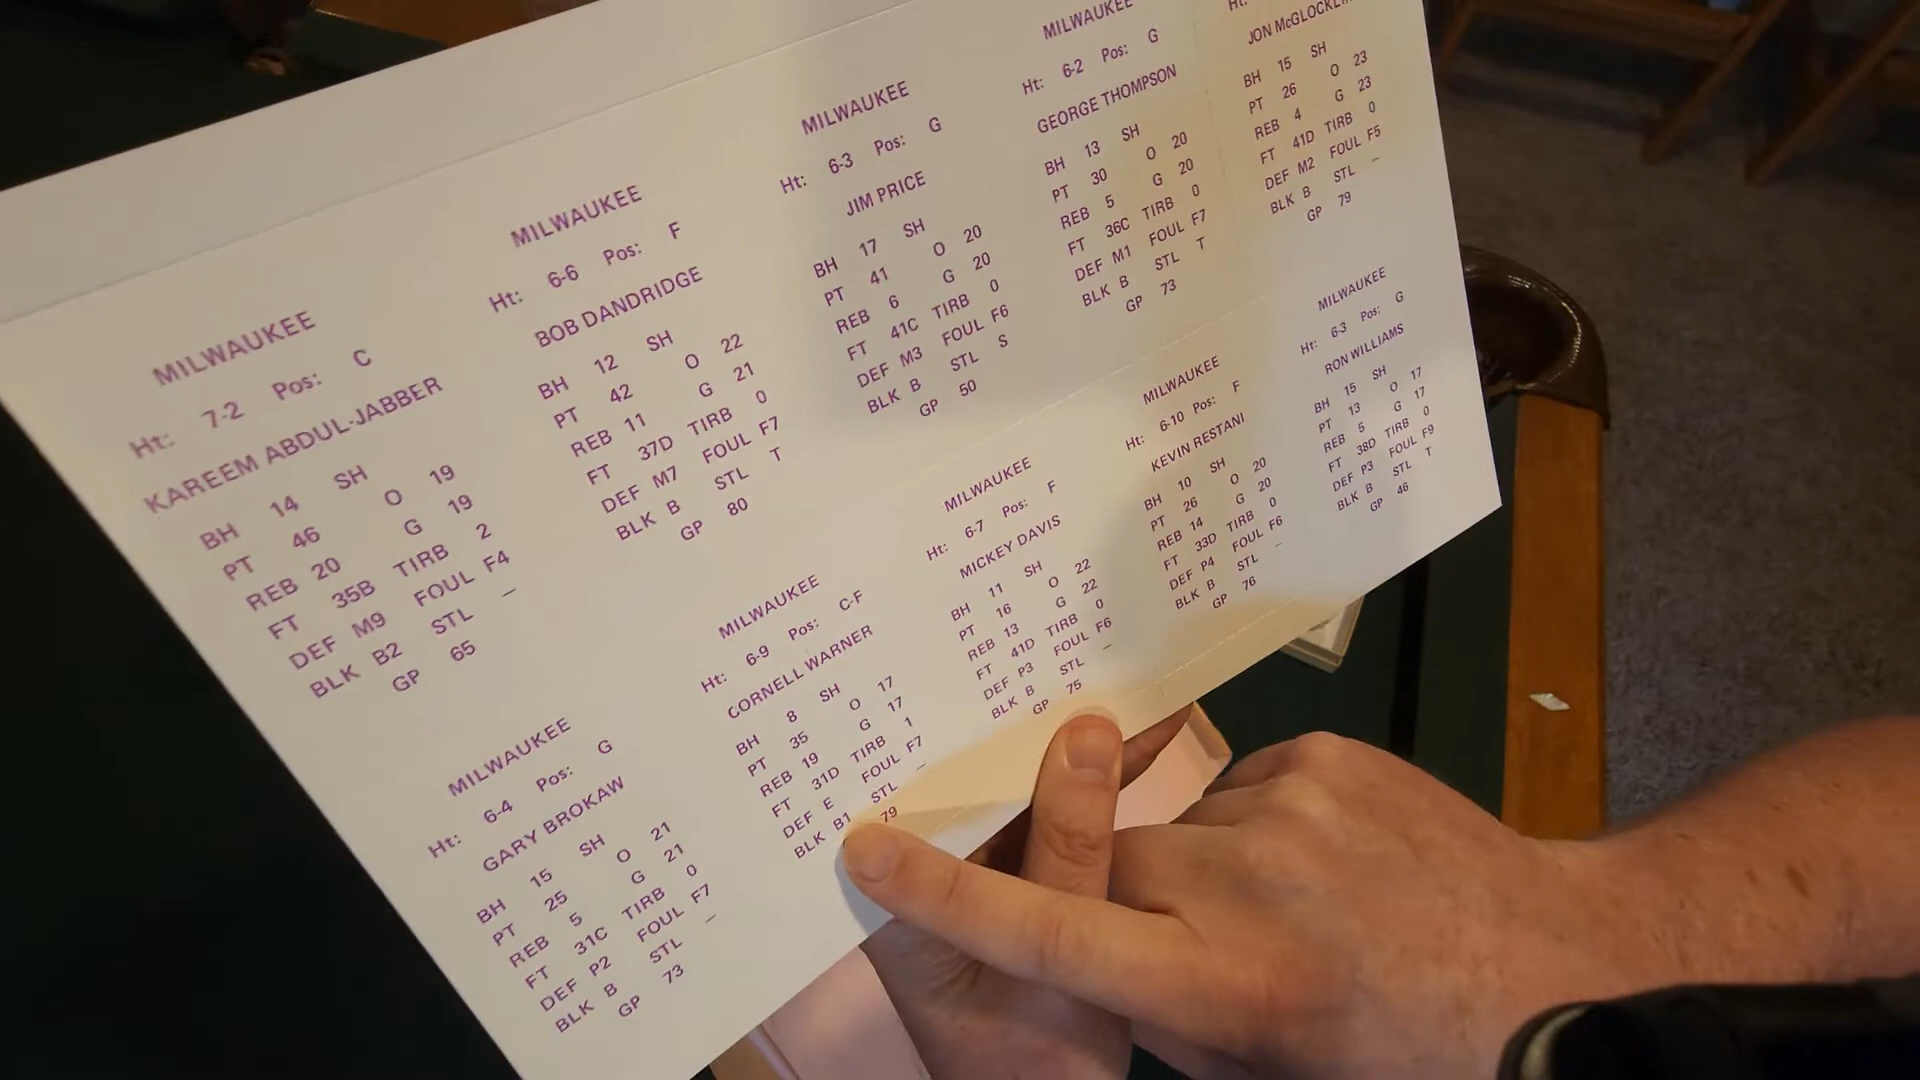 MILWAUKEE
Ht: 7-2 Pos: C
KAREEM ABDUL-JABBER
BH 14 SH
PT 46 O 19
REB 20 G 19
FT 35B TIRB 2
DEF M9 FOUL F4
BLK B2 STL –
GP 65
MILWAUKEE
Ht: 6-6 Pos: F
BOB DANDRIDGE
BH 12 SH
PT 42 O 22
REB 11 G 21
FT 37D TIRB 0
DEF M7 FOUL F7
BLK B STL T
GP 80
MILWAUKEE
Ht: 6-3 Pos: G
JIM PRICE
BH 17 SH
PT 41 O 20
REB 6 G 20
FT 41C TIRB 0
DEF M3 FOUL F6
BLK B STL S
GP 50
MILWAUKEE
Ht: 6-2 Pos: G
GEORGE THOMPSON
BH 13 SH
PT 30 O 20
REB 5 G 20
FT 36C TIRB 0
DEF M1 FOUL F7
BLK B STL T
GP 73
Ht:
JON McGLOCKLIN
BH 15 SH
PT 26 O 23
REB 4 G 23
FT 41D TIRB 0
DEF M2 FOUL F5
BLK B STL –
GP 79
MILWAUKEE
Ht: 6-4 Pos: G
GARY BROKAW
BH 15 SH
PT 25 O 21
REB 5 G 21
FT 31C TIRB 0
DEF P2 FOUL F7
BLK B STL –
GP 73
MILWAUKEE
Ht: 6-9 Pos: C-F
CORNELL WARNER
BH 8 SH
PT 35 O 17
REB 19 G 17
FT 31D TIRB 1
DEF E FOUL F7
BLK B1 STL –
79
MILWAUKEE
Ht: 6-7 Pos: F
MICKEY DAVIS
BH 11 SH
PT 16 O 22
REB 13 G 22
FT 41D TIRB 0
DEF P3 FOUL F6
BLK B STL –
GP 75
MILWAUKEE
Ht: 6-10 Pos: F
KEVIN RESTANI
BH 10 SH
PT 26 O 20
REB 14 G 20
FT 33D TIRB 0
DEF P4 FOUL F6
BLK B STL –
GP 76
MILWAUKEE
Ht: 6-3 Pos: G
RON WILLIAMS
BH 15 SH
PT 13 O 17
REB 5 G 17
FT 38D TIRB 0
DEF P3 FOUL F9
BLK B STL T
GP 46